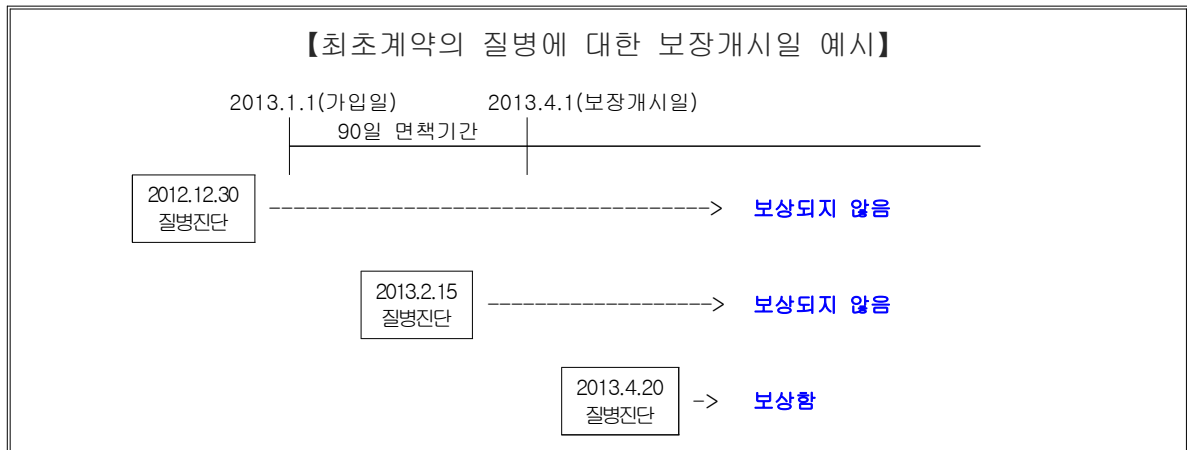 【최초계약의 질병에 대한 보장개시일 예시】
2013.1.1(가입일) 2013.4.1(보장개시일)
90일 면책기간
2012.12.30
질병진단
-----------------------------------> 보상되지 않음
2013.2.15
질병진단
-------------------> 보상되지 않음
2013.4.20
질병진단
-> 보상함